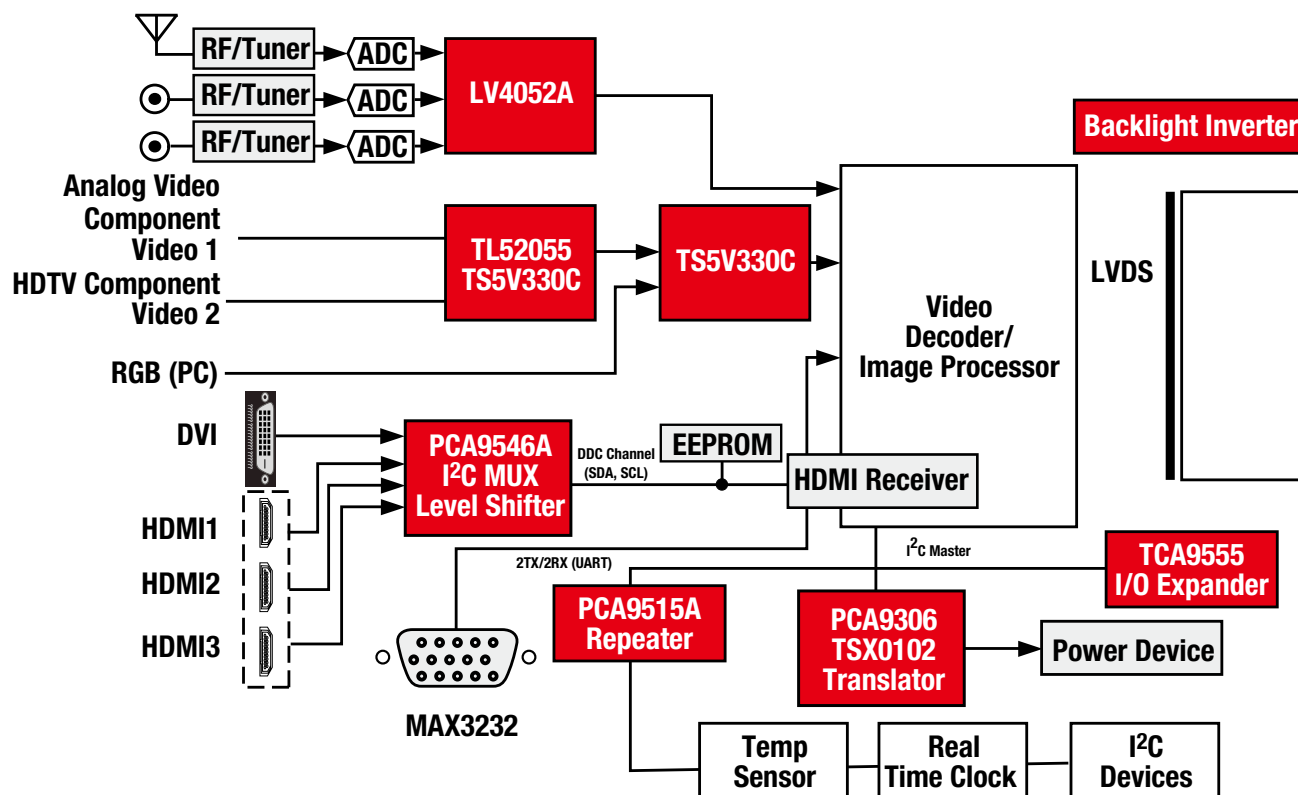 RF/Tuner
ADC
RF/Tuner
ADC
RF/Tuner
ADC
LV4052A
Backlight Inverter
Analog Video
Component
Video 1
HDTV Component
Video 2
TL52055
TS5V330C
TS5V330C
Video
Decoder/
Image Processor
LVDS
RGB (PC)
DVI
PCA9546A
I²C MUX
Level Shifter
DDC Channel
(SDA, SCL)
EEPROM
HDMI Receiver
HDMI1
HDMI2
HDMI3
2TX/2RX (UART)
I²C Master
TCA9555
I/O Expander
PCA9515A
Repeater
PCA9306
TSX0102
Translator
Power Device
MAX3232
Temp
Sensor
Real
Time Clock
I²C
Devices